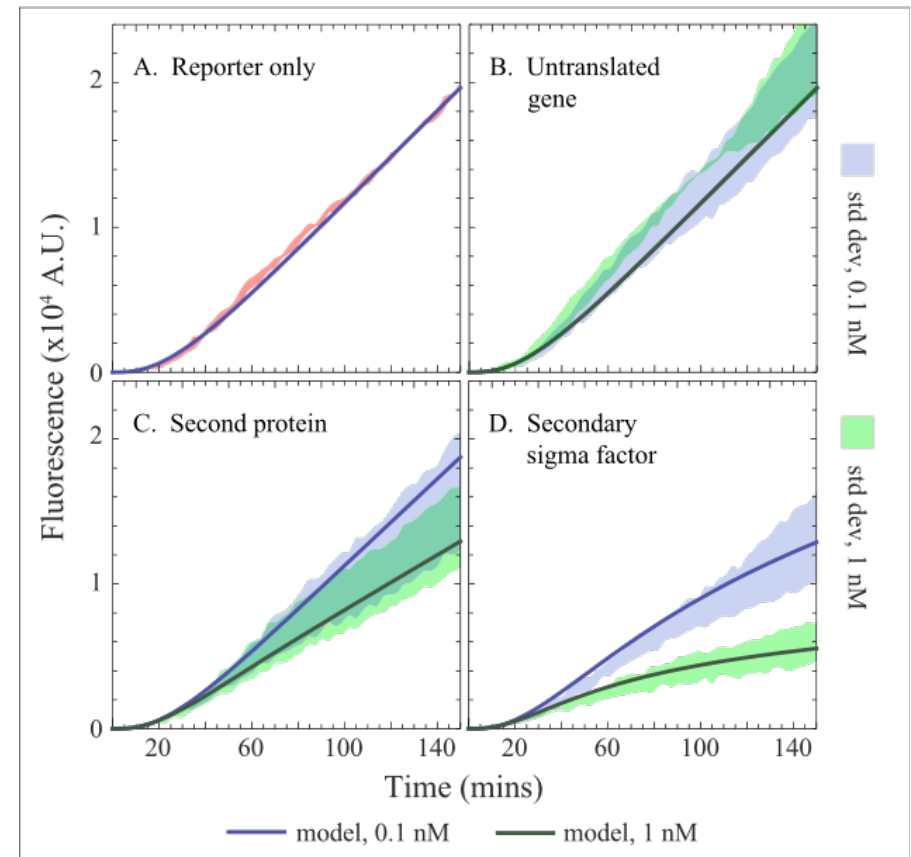 A. Reporter only
B. Untranslated
gene
C. Second protein
D. Secondary
sigma factor
2
1
0
2
1
0
Fluorescence (x10⁴ A.U.)
20 60 100 140
20 60 100 140
Time (mins)
model, 0.1 nM
model, 1 nM
std dev, 0.1 nM
std dev, 1 nM